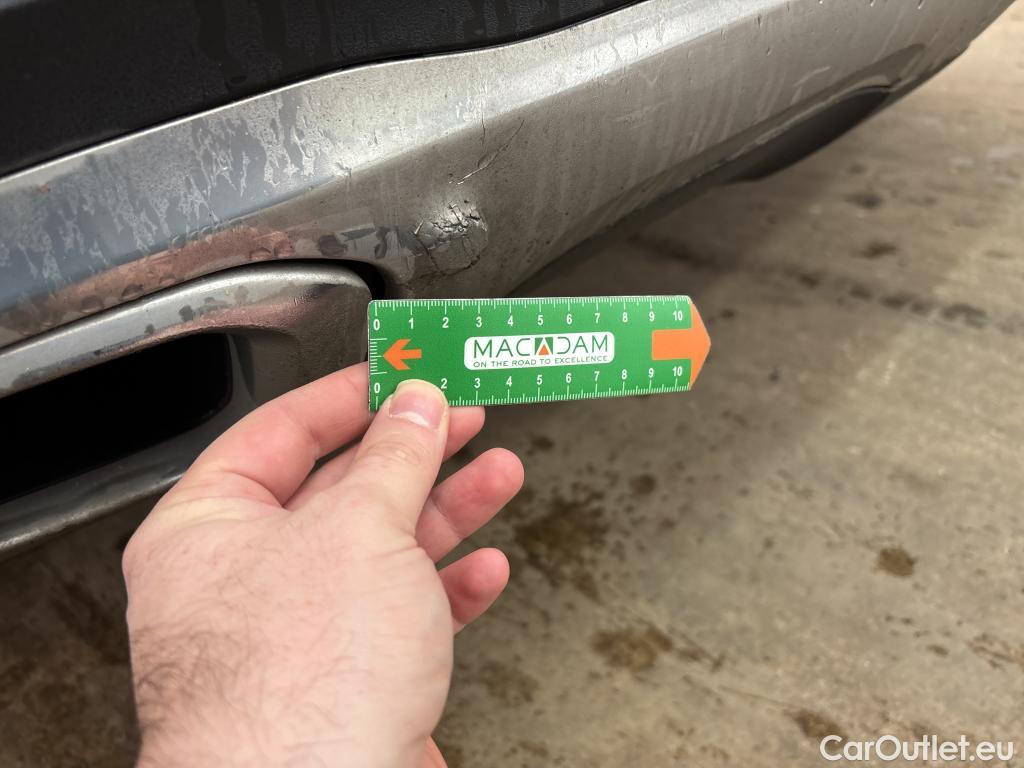 0 1 2 3 4 5 6 7 8 9 10
MACADAM
ON THE ROAD TO EXCELLENCE
0 2 3 4 5 6 7 8 9 10
CarOutlet.eu